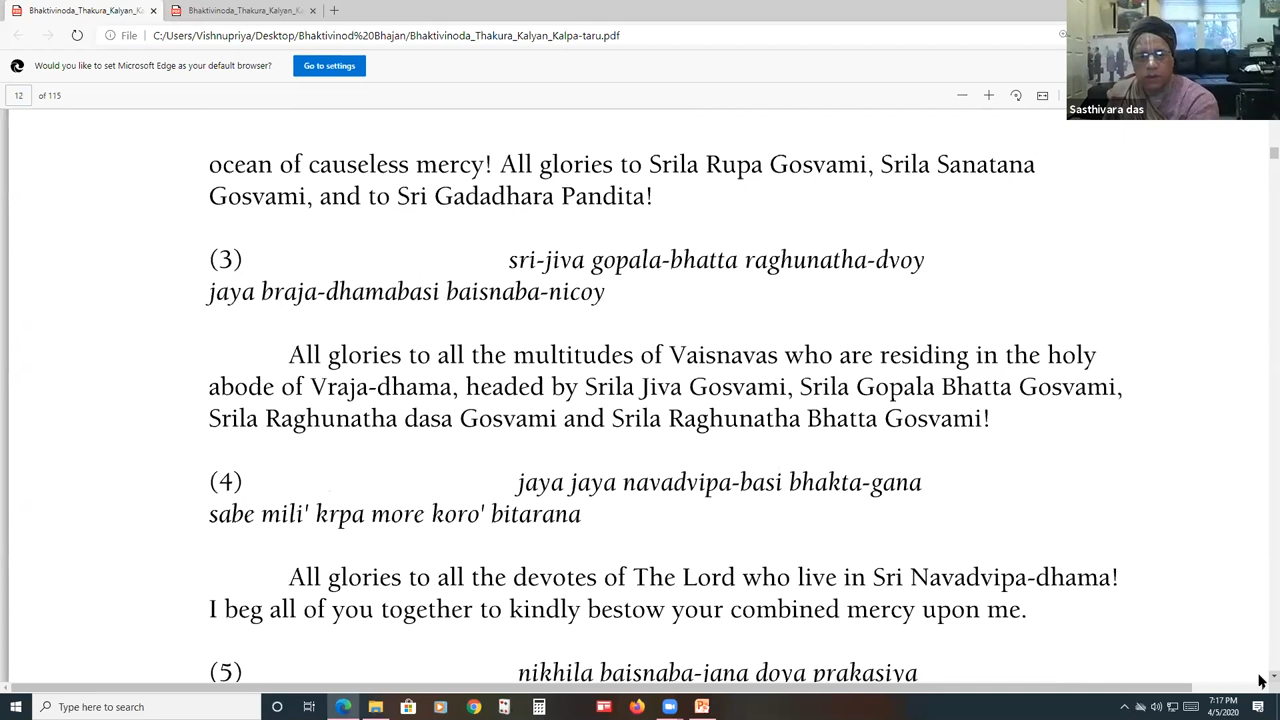 Bhaktivinoda_Thakura_Kalyan_K
Bhaktivinoda_Thakura_Kalyan_K
File
C:/Users/Vishnupriya/Desktop/Bhaktivinod%20Bhajan/Bhaktivinoda_Thakura_Kalyan_Kalpa-taru.pdf
Would you like to set Microsoft Edge as your default browser?
Go to settings
12 of 115
Sasthivara das
ocean of causeless mercy! All glories to Srila Rupa Gosvami, Srila Sanatana
Gosvami, and to Sri Gadadhara Pandita!
(3) sri-jiva gopala-bhatta raghunatha-dvoy
jaya braja-dhamabasi baisnaba-nicoy
All glories to all the multitudes of Vaisnavas who are residing in the holy
abode of Vraja-dhama, headed by Srila Jiva Gosvami, Srila Gopala Bhatta Gosvami,
Srila Raghunatha dasa Gosvami and Srila Raghunatha Bhatta Gosvami!
(4) jaya jaya navadvipa-basi bhakta-gana
sabe mili' krpa more koro' bitarana
All glories to all the devotes of The Lord who live in Sri Navadvipa-dhama!
I beg all of you together to kindly bestow your combined mercy upon me.
(5) nikhila baisnaba-jana doya prakasiya
Type here to search
7:17 PM
4/5/2020